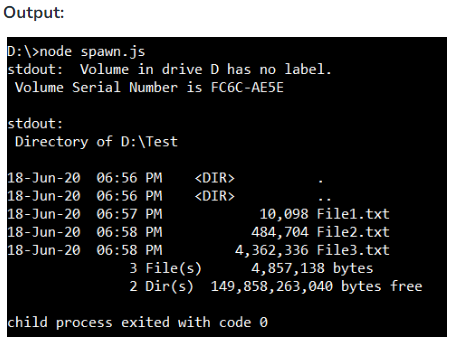 Output:
D:\>node spawn.js
stdout:  Volume in drive D has no label.
 Volume Serial Number is FC6C-AE5E
stdout:
 Directory of D:\Test
18-Jun-20  06:56 PM    <DIR>          .
18-Jun-20  06:56 PM    <DIR>          ..
18-Jun-20  06:57 PM            10,098 File1.txt
18-Jun-20  06:58 PM           484,704 File2.txt
18-Jun-20  06:58 PM         4,362,336 File3.txt
               3 File(s)      4,857,138 bytes
               2 Dir(s)  149,858,263,040 bytes free
child process exited with code 0